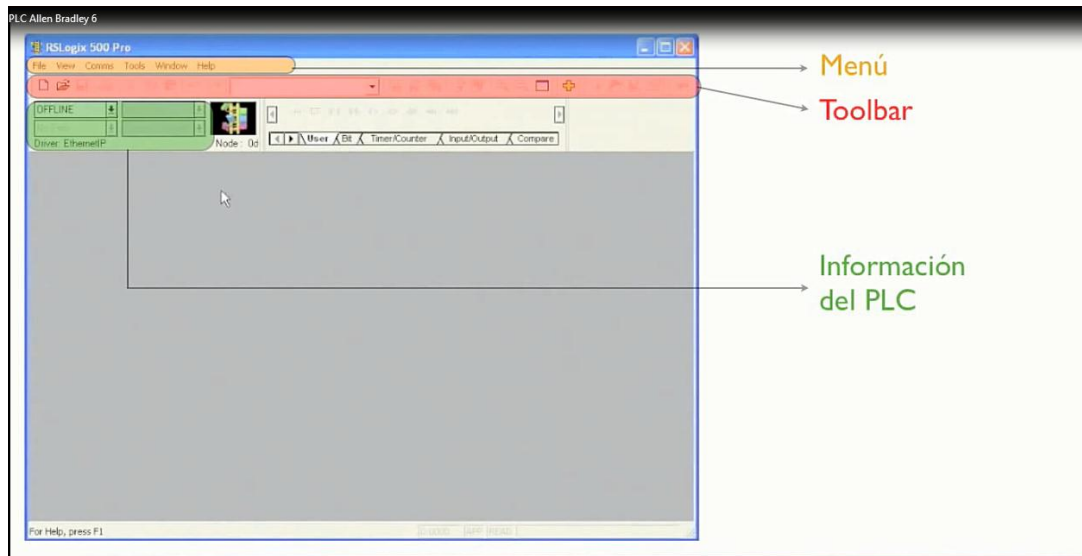 PLC Allen Bradley 6
RSLogix 500 Pro
File View Comms Tools Window Help
Menú
Toolbar
OFFLINE
Driver: EthernetIP
Node: 0d
User Bit Timer/Counter Input/Output Compare
Información
del PLC
For Help, press F1